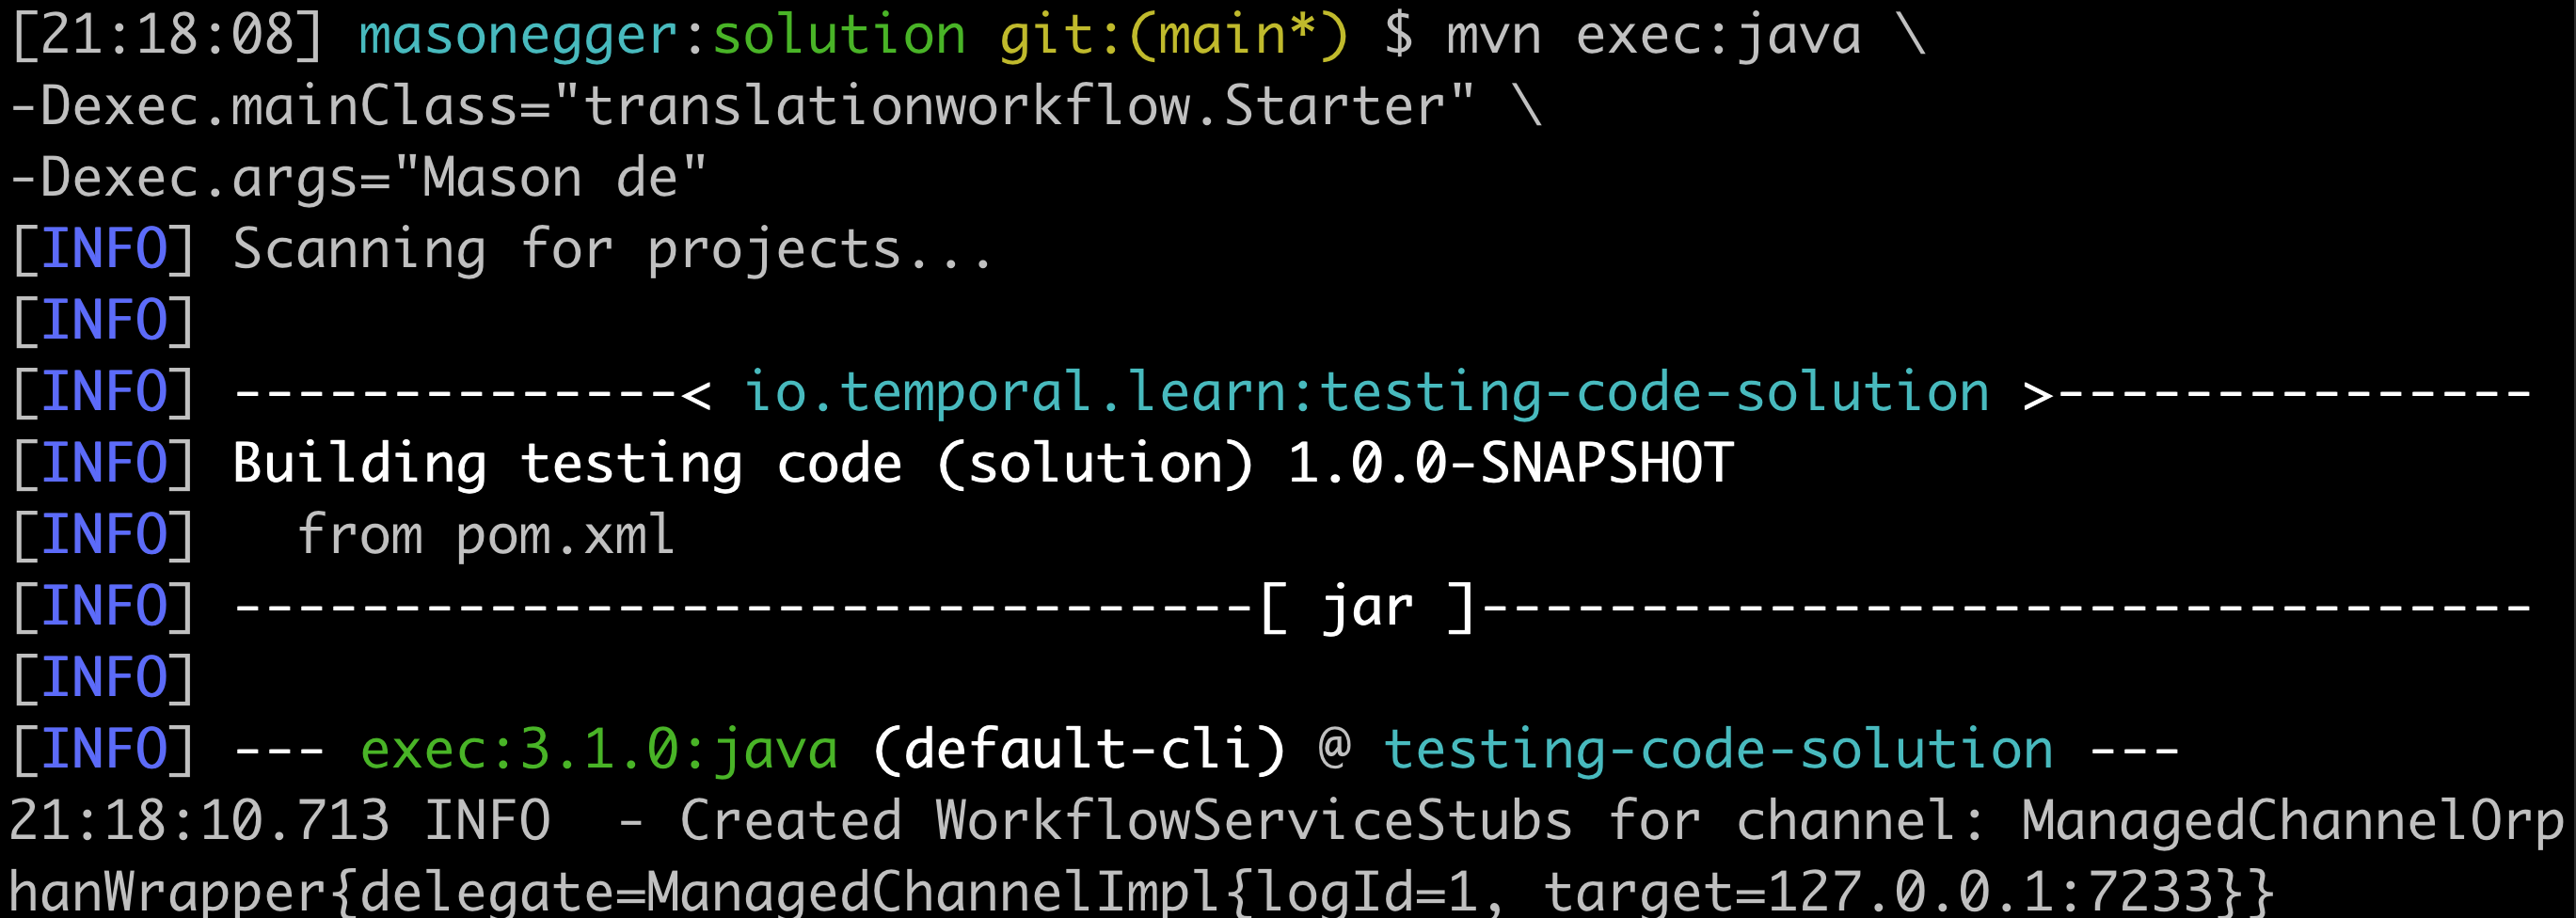 [21:18:08] masonegger:solution git:(main*) $ mvn exec:java \
-Dexec.mainClass="translationworkflow.Starter" \
-Dexec.args="Mason de"
[INFO] Scanning for projects...
[INFO]
[INFO] --------------< io.temporal.learn:testing-code-solution >---------------
[INFO] Building testing code (solution) 1.0.0-SNAPSHOT
[INFO]   from pom.xml
[INFO] --------------------------------[ jar ]---------------------------------
[INFO]
[INFO] --- exec:3.1.0:java (default-cli) @ testing-code-solution ---
21:18:10.713 INFO  - Created WorkflowServiceStubs for channel: ManagedChannelOrp
hanWrapper{delegate=ManagedChannelImpl{logId=1, target=127.0.0.1:7233}}